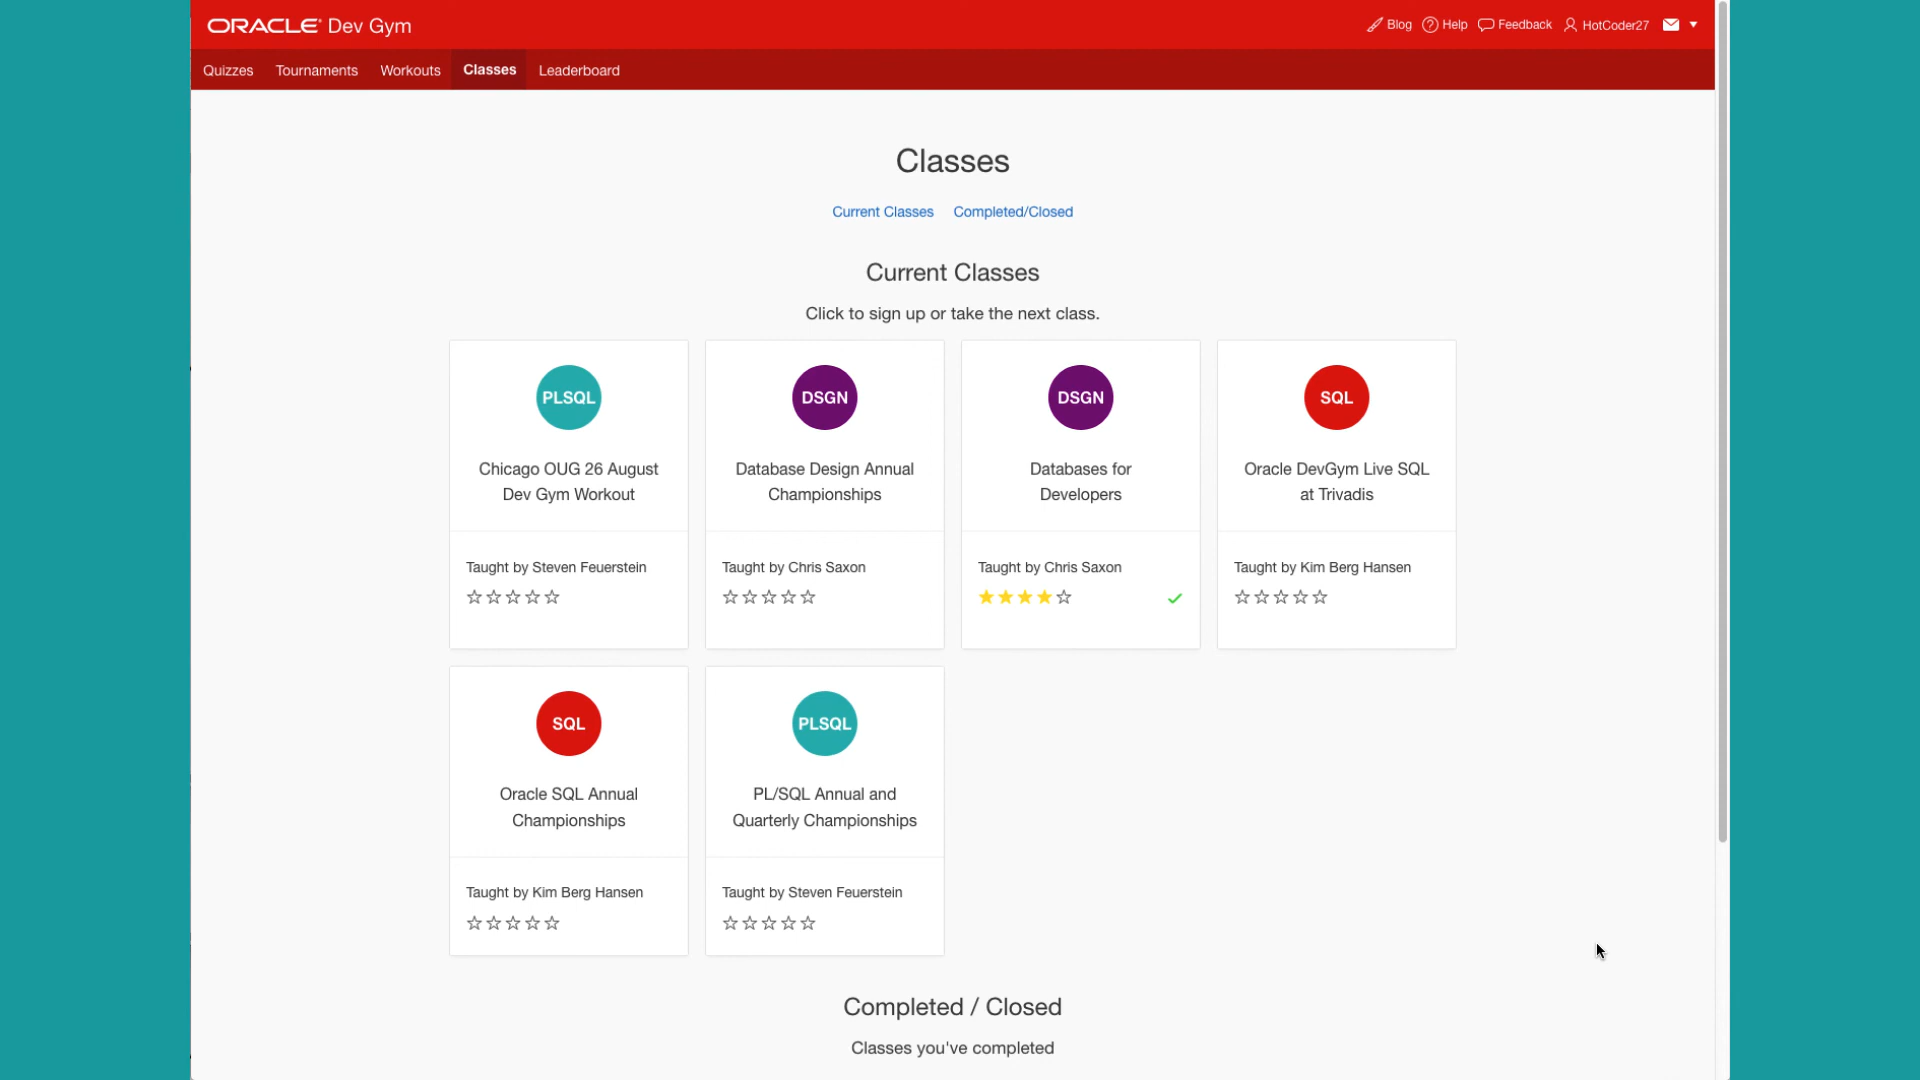 ORACLE Dev Gym
Blog Help Feedback HotCoder27
Quizzes Tournaments Workouts Classes Leaderboard
Classes
Current Classes Completed/Closed
Current Classes
Click to sign up or take the next class.
PLSQL
Chicago OUG 26 August
Dev Gym Workout
Taught by Steven Feuerstein
DSGN
Database Design Annual
Championships
Taught by Chris Saxon
DSGN
Databases for
Developers
Taught by Chris Saxon
SQL
Oracle DevGym Live SQL
at Trivadis
Taught by Kim Berg Hansen
SQL
Oracle SQL Annual
Championships
Taught by Kim Berg Hansen
PLSQL
PL/SQL Annual and
Quarterly Championships
Taught by Steven Feuerstein
Completed / Closed
Classes you've completed